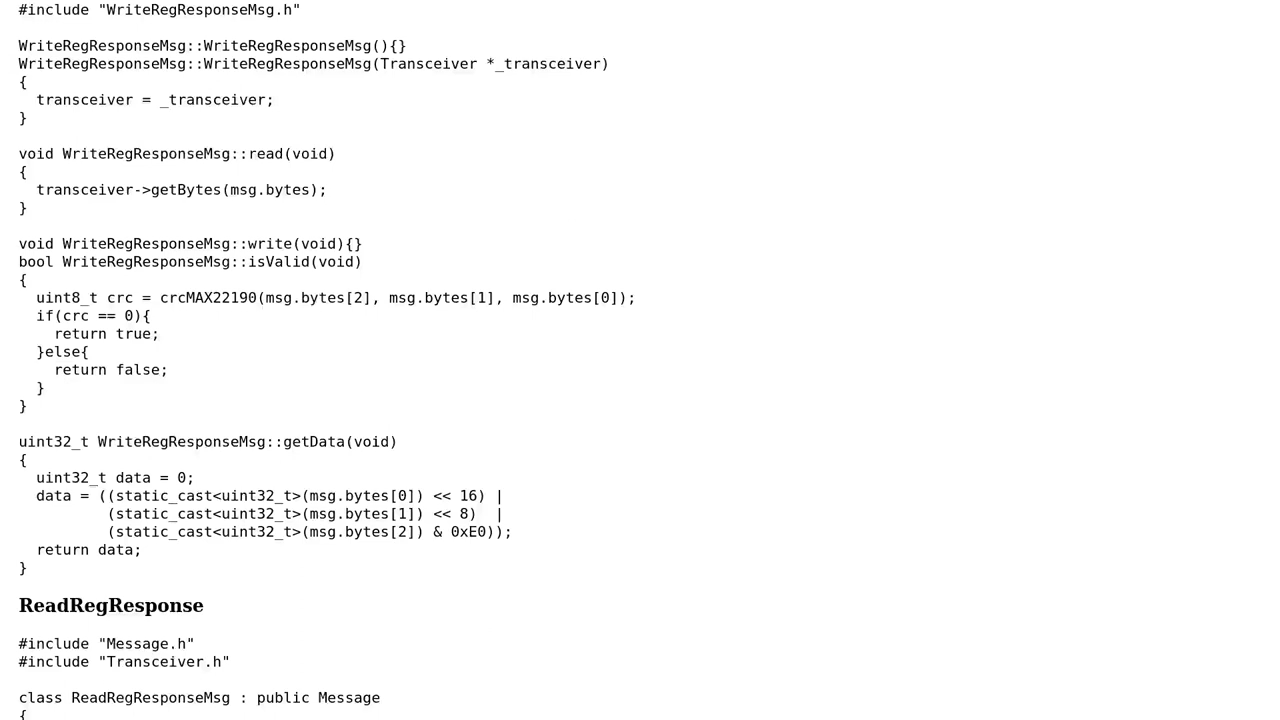 #include "WriteRegResponseMsg.h"
WriteRegResponseMsg::WriteRegResponseMsg(){}
WriteRegResponseMsg::WriteRegResponseMsg(Transceiver *_transceiver)
{
  transceiver = _transceiver;
}
void WriteRegResponseMsg::read(void)
{
  transceiver->getBytes(msg.bytes);
}
void WriteRegResponseMsg::write(void){}
bool WriteRegResponseMsg::isValid(void)
{
  uint8_t crc = crcMAX22190(msg.bytes[2], msg.bytes[1], msg.bytes[0]);
  if(crc == 0){
    return true;
  }else{
    return false;
  }
}
uint32_t WriteRegResponseMsg::getData(void)
{
  uint32_t data = 0;
  data = ((static_cast<uint32_t>(msg.bytes[0]) << 16) |
          (static_cast<uint32_t>(msg.bytes[1]) << 8)  |
          (static_cast<uint32_t>(msg.bytes[2]) & 0xE0));
  return data;
}
ReadRegResponse
#include "Message.h"
#include "Transceiver.h"
class ReadRegResponseMsg : public Message
{